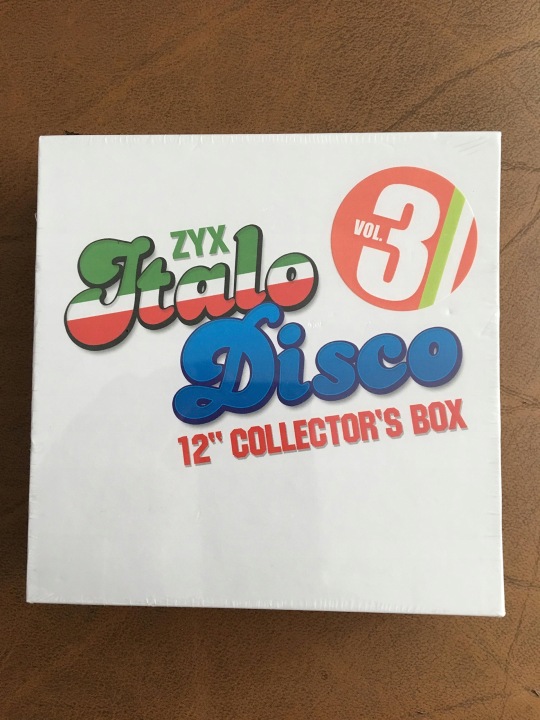 VOL. 3
ZYX
Italo
Disco
12" COLLECTOR'S BOX